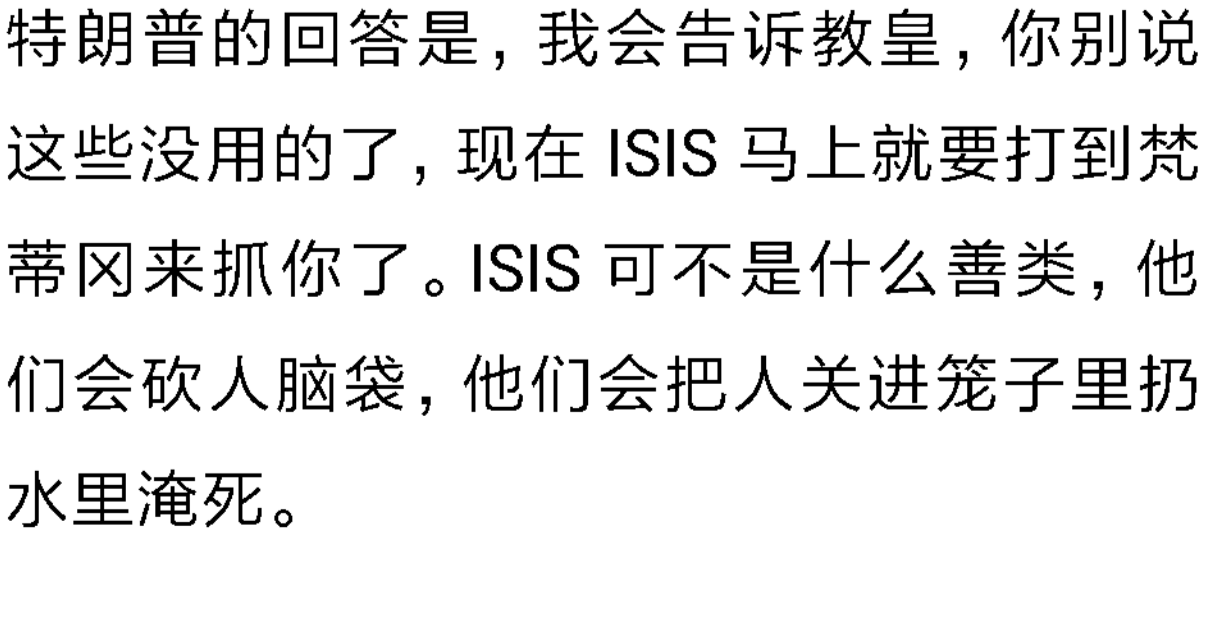 特朗普的回答是，我会告诉教皇，你别说
这些没用的了，现在 ISIS 马上就要打到梵
蒂冈来抓你了。ISIS 可不是什么善类，他
们会砍人脑袋，他们会把人关进笼子里扔
水里淹死。